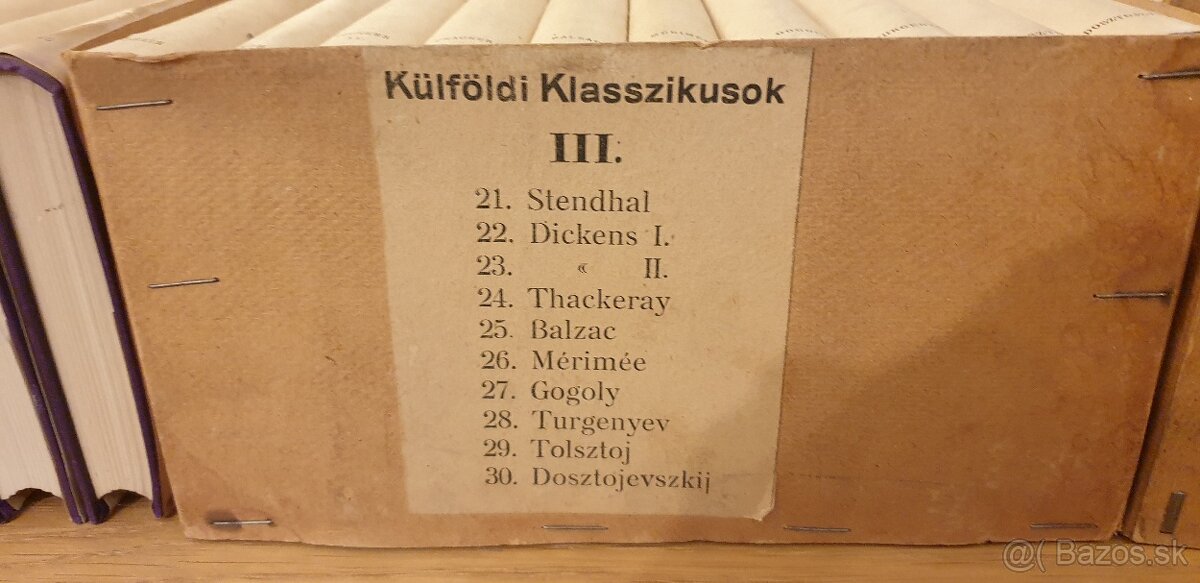 Külföldi Klasszikusok
III.
21. Stendhal
22. Dickens I.
23. « II.
24. Thackeray
25. Balzac
26. Mérimée
27. Gogoly
28. Turgenyev
29. Tolsztoj
30. Dosztojevszkij
@( Bazos.sk